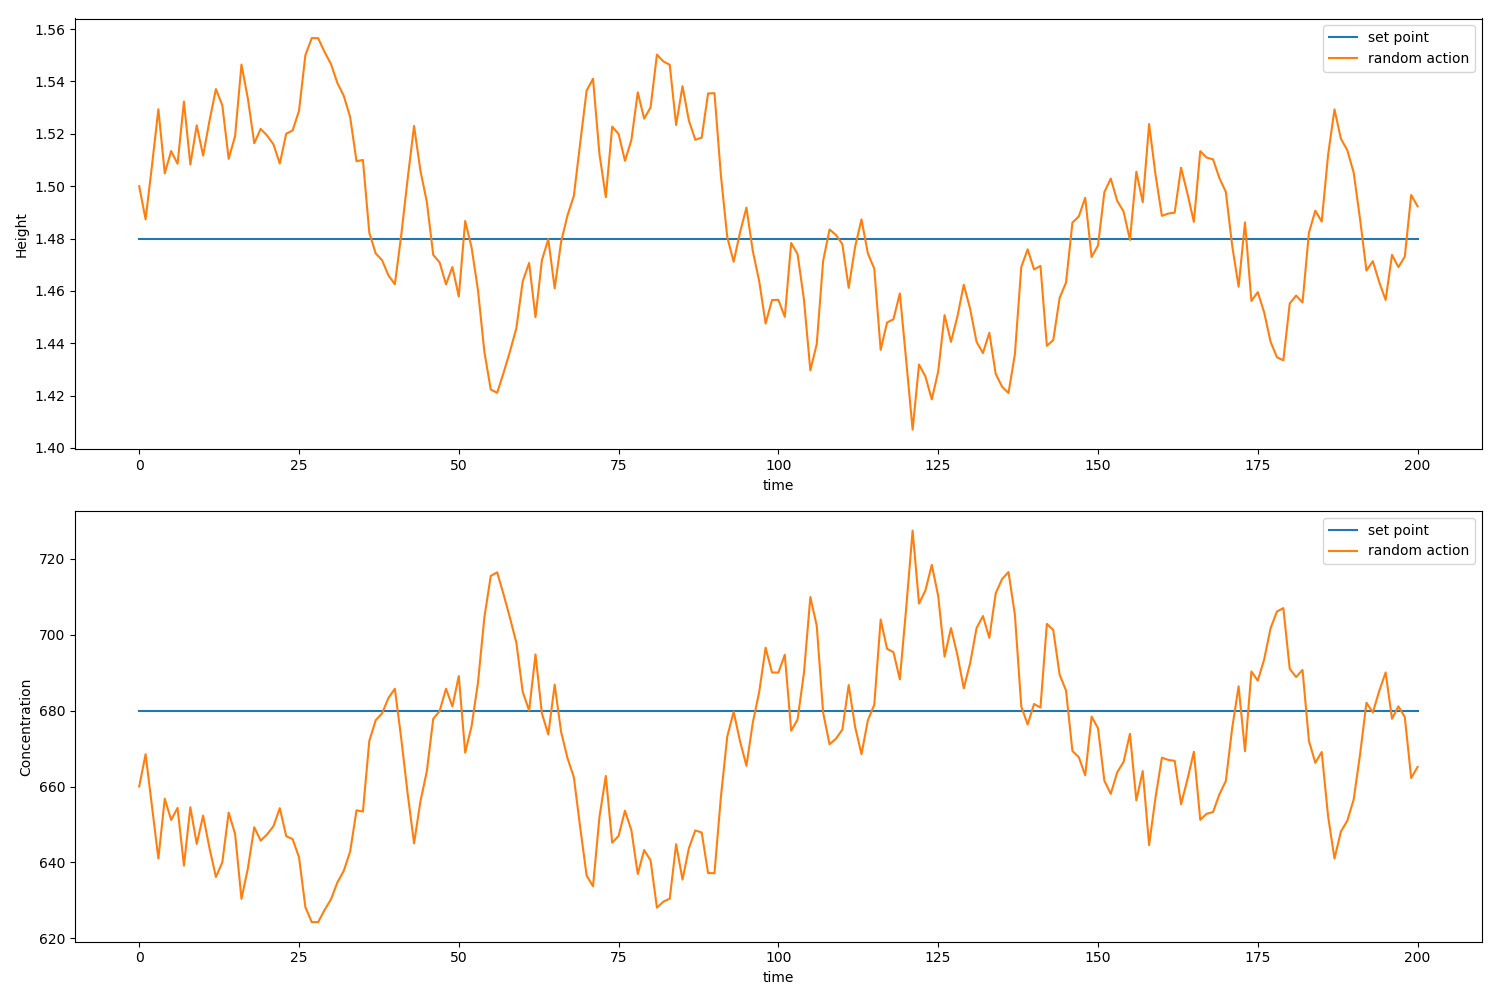 1.56
1.54
1.52
1.50
1.48
1.46
1.44
1.42
1.40
Height
set point
random action
0 25 50 75 100 125 150 175 200
time
720
700
680
660
640
620
Concentration
set point
random action
0 25 50 75 100 125 150 175 200
time